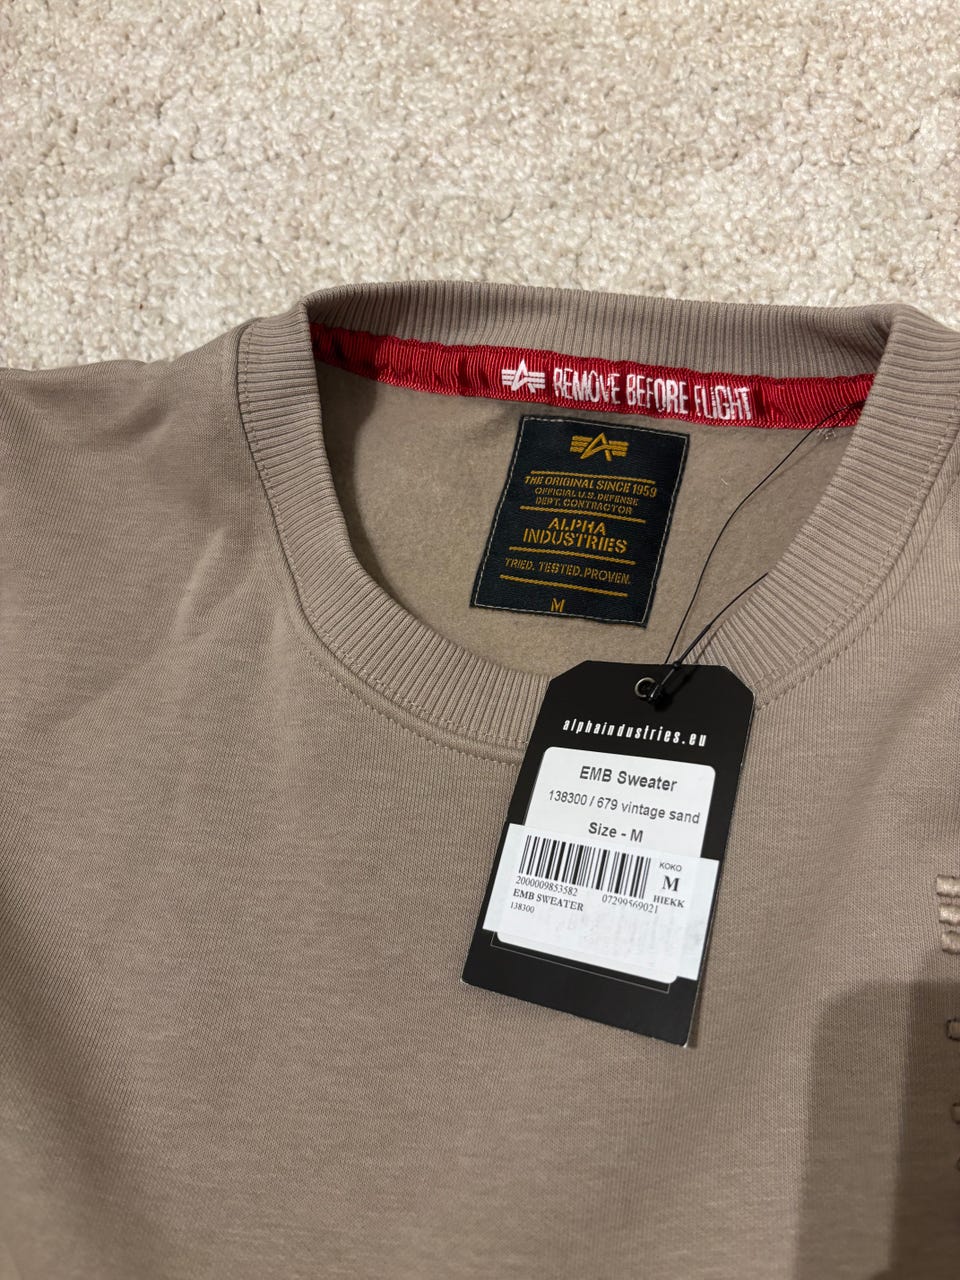 REMOVE BEFORE FLIGHT
THE ORIGINAL SINCE 1959
OFFICIAL U.S. DEFENSE
DEPT. CONTRACTOR
ALPHA
INDUSTRIES
TRIED. TESTED. PROVEN.
M
alphaindustries.eu
EMB Sweater
138300 / 679 vintage sand
Size - M
KOKO
M
HIEKK
2000009853582
07299569021
EMB SWEATER
138300